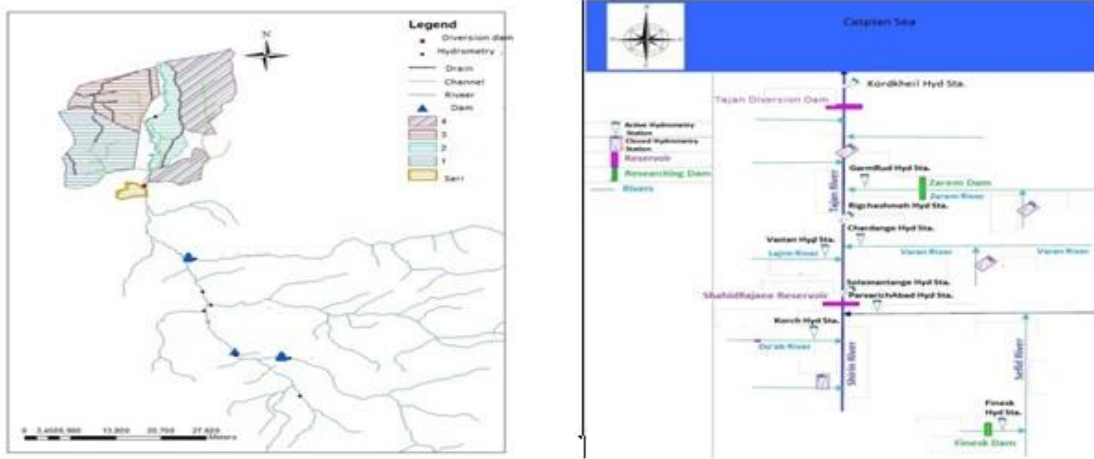 Legend
Diversion dam
Hydrometry
Drain
Channel
Riveer
Dam
4
3
2
1
Sari
N
0 3,4506,900 13,800 20,700 27,600
Meters
Caspian Sea
Kordkheil Hyd Sta.
Tajan Diversion Dam
Active Hydrometry
Station
Closed Hydrometry
Station
Reservoir
Researching Dam
Rivers
GarmRud Hyd Sta.
Zarem Dam
Zarem River
Tajan River
Rigcheshmeh Hyd Sta.
Chardange Hyd Sta.
Vastan Hyd Sta.
Lajim River
Varan River
Varan River
Solemantange Hyd Sta.
ShahidRajaee Reservoir
ParvarichAbad Hyd Sta.
Korch Hyd Sta.
Do'ab River
Shirin River
Sefid River
Finesk
Hyd Sta.
Finesk Dam